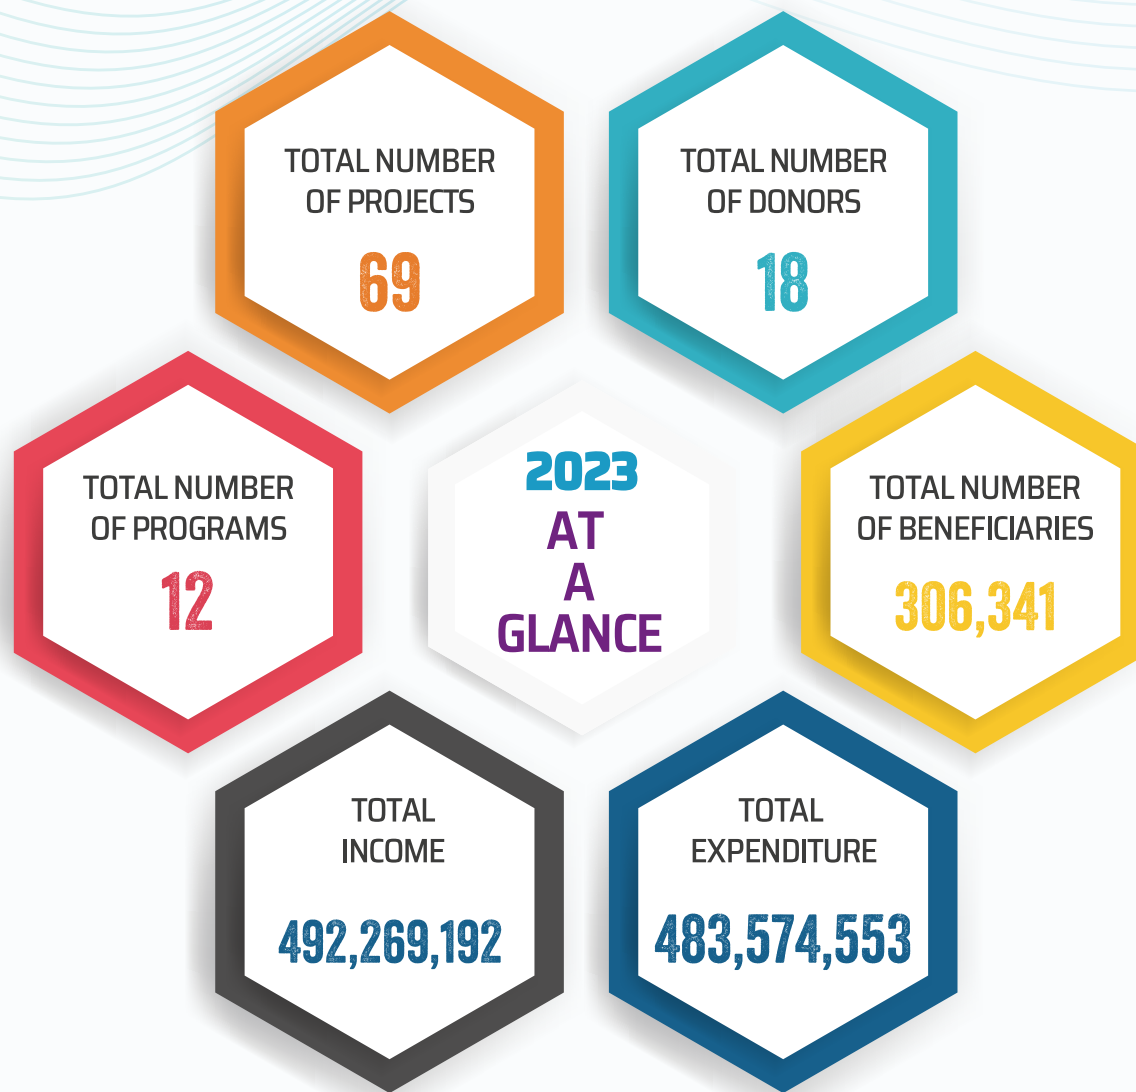 TOTAL NUMBER
OF PROJECTS
69
TOTAL NUMBER
OF DONORS
18
TOTAL NUMBER
OF PROGRAMS
12
2023
AT
A
GLANCE
TOTAL NUMBER
OF BENEFICIARIES
306,341
TOTAL
INCOME
492,269,192
TOTAL
EXPENDITURE
483,574,553